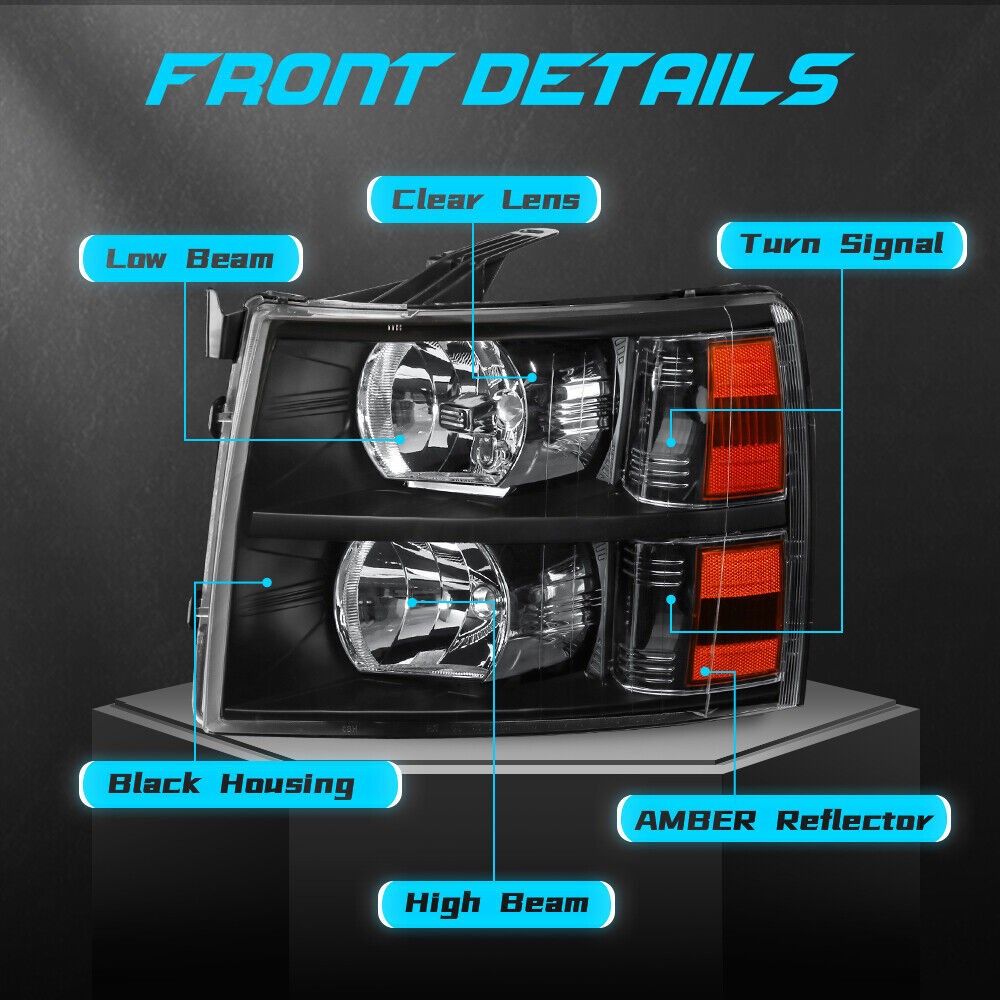 FRONT DETAILS
Clear Lens
Low Beam
Turn Signal
Black Housing
AMBER Reflector
High Beam